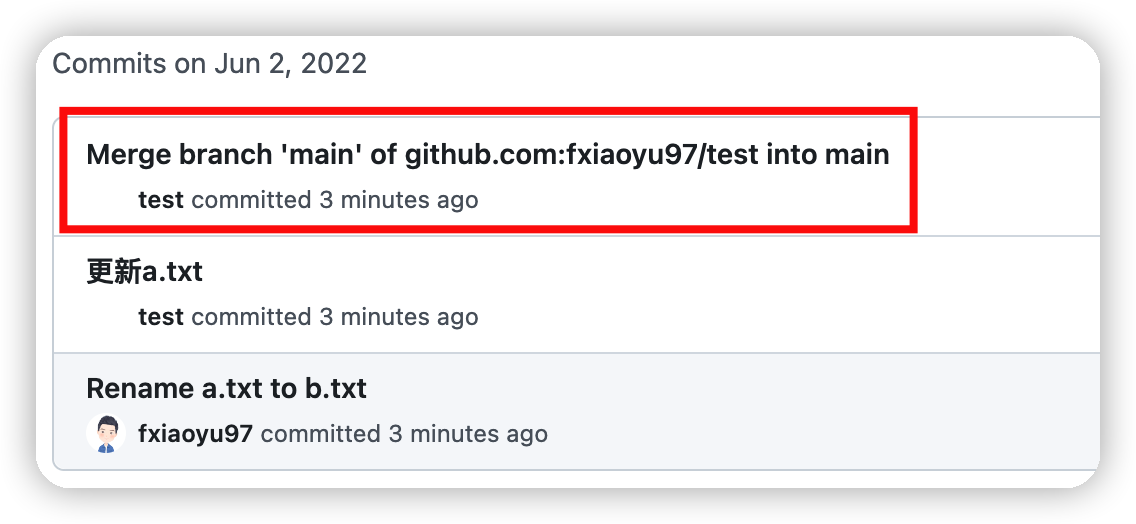 Commits on Jun 2, 2022
Merge branch 'main' of github.com:fxiaoyu97/test into main
test committed 3 minutes ago
更新a.txt
test committed 3 minutes ago
Rename a.txt to b.txt
fxiaoyu97 committed 3 minutes ago